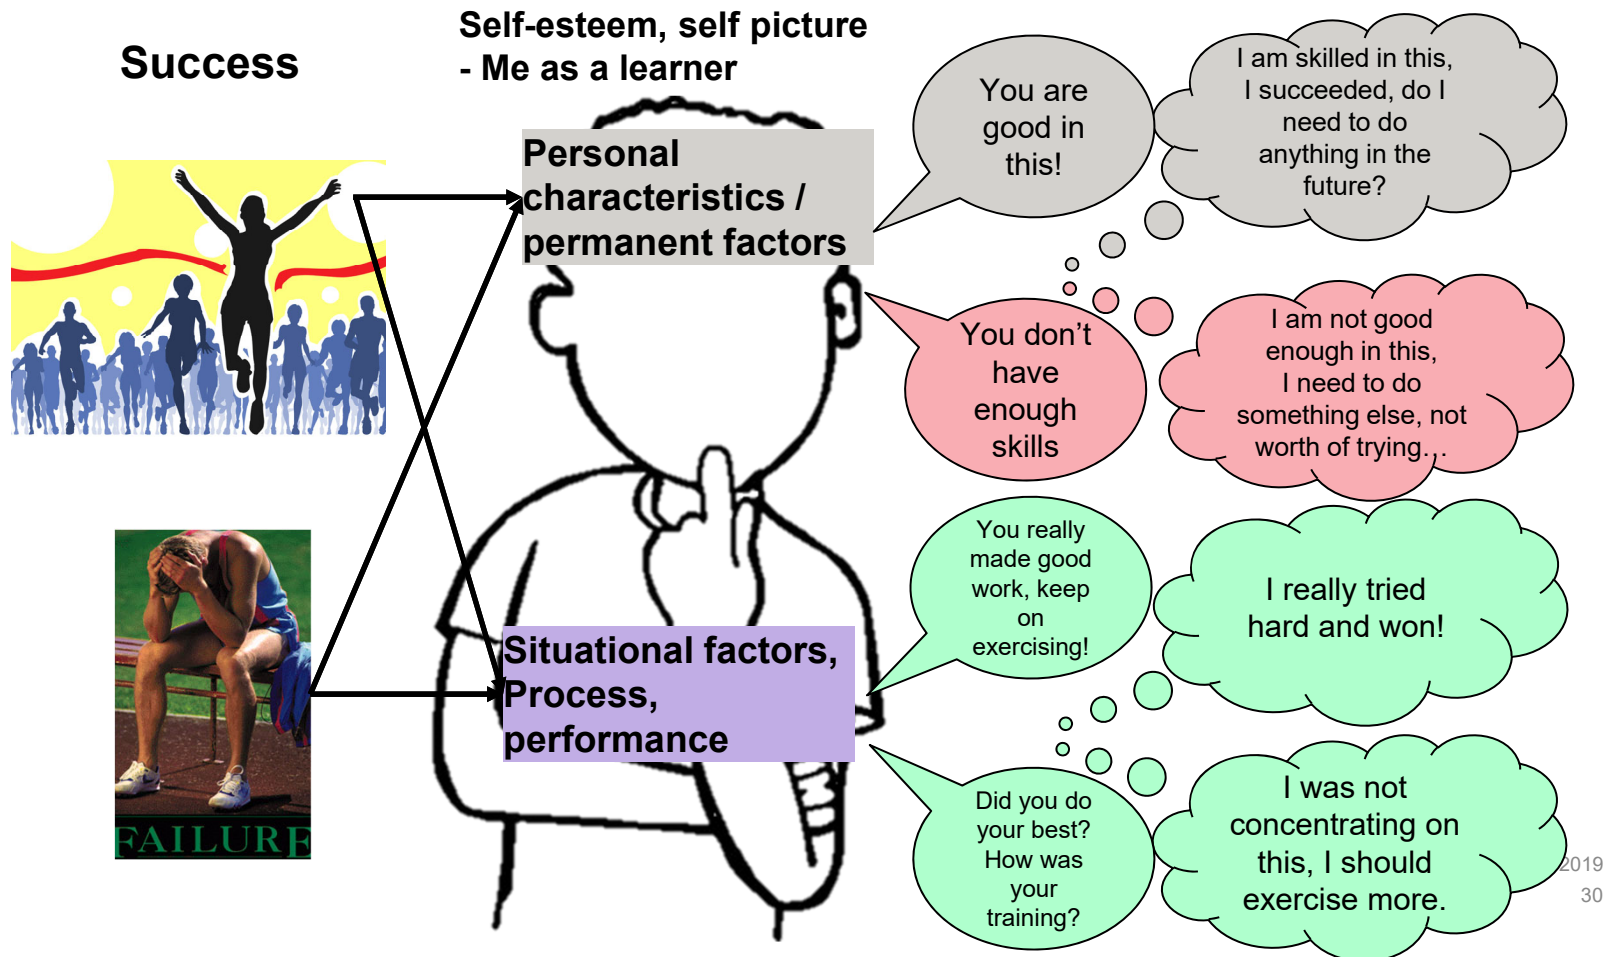 Success
Self-esteem, self picture
- Me as a learner
Personal
characteristics /
permanent factors
You are
good in
this!
I am skilled in this,
I succeeded, do I
need to do
anything in the
future?
You don’t
have
enough
skills
I am not good
enough in this,
I need to do
something else, not
worth of trying…
FAILURE
Situational factors,
Process,
performance
You really
made good
work, keep
on
exercising!
I really tried
hard and won!
Did you do
your best?
How was
your
training?
I was not
concentrating on
this, I should
exercise more.
2019
30